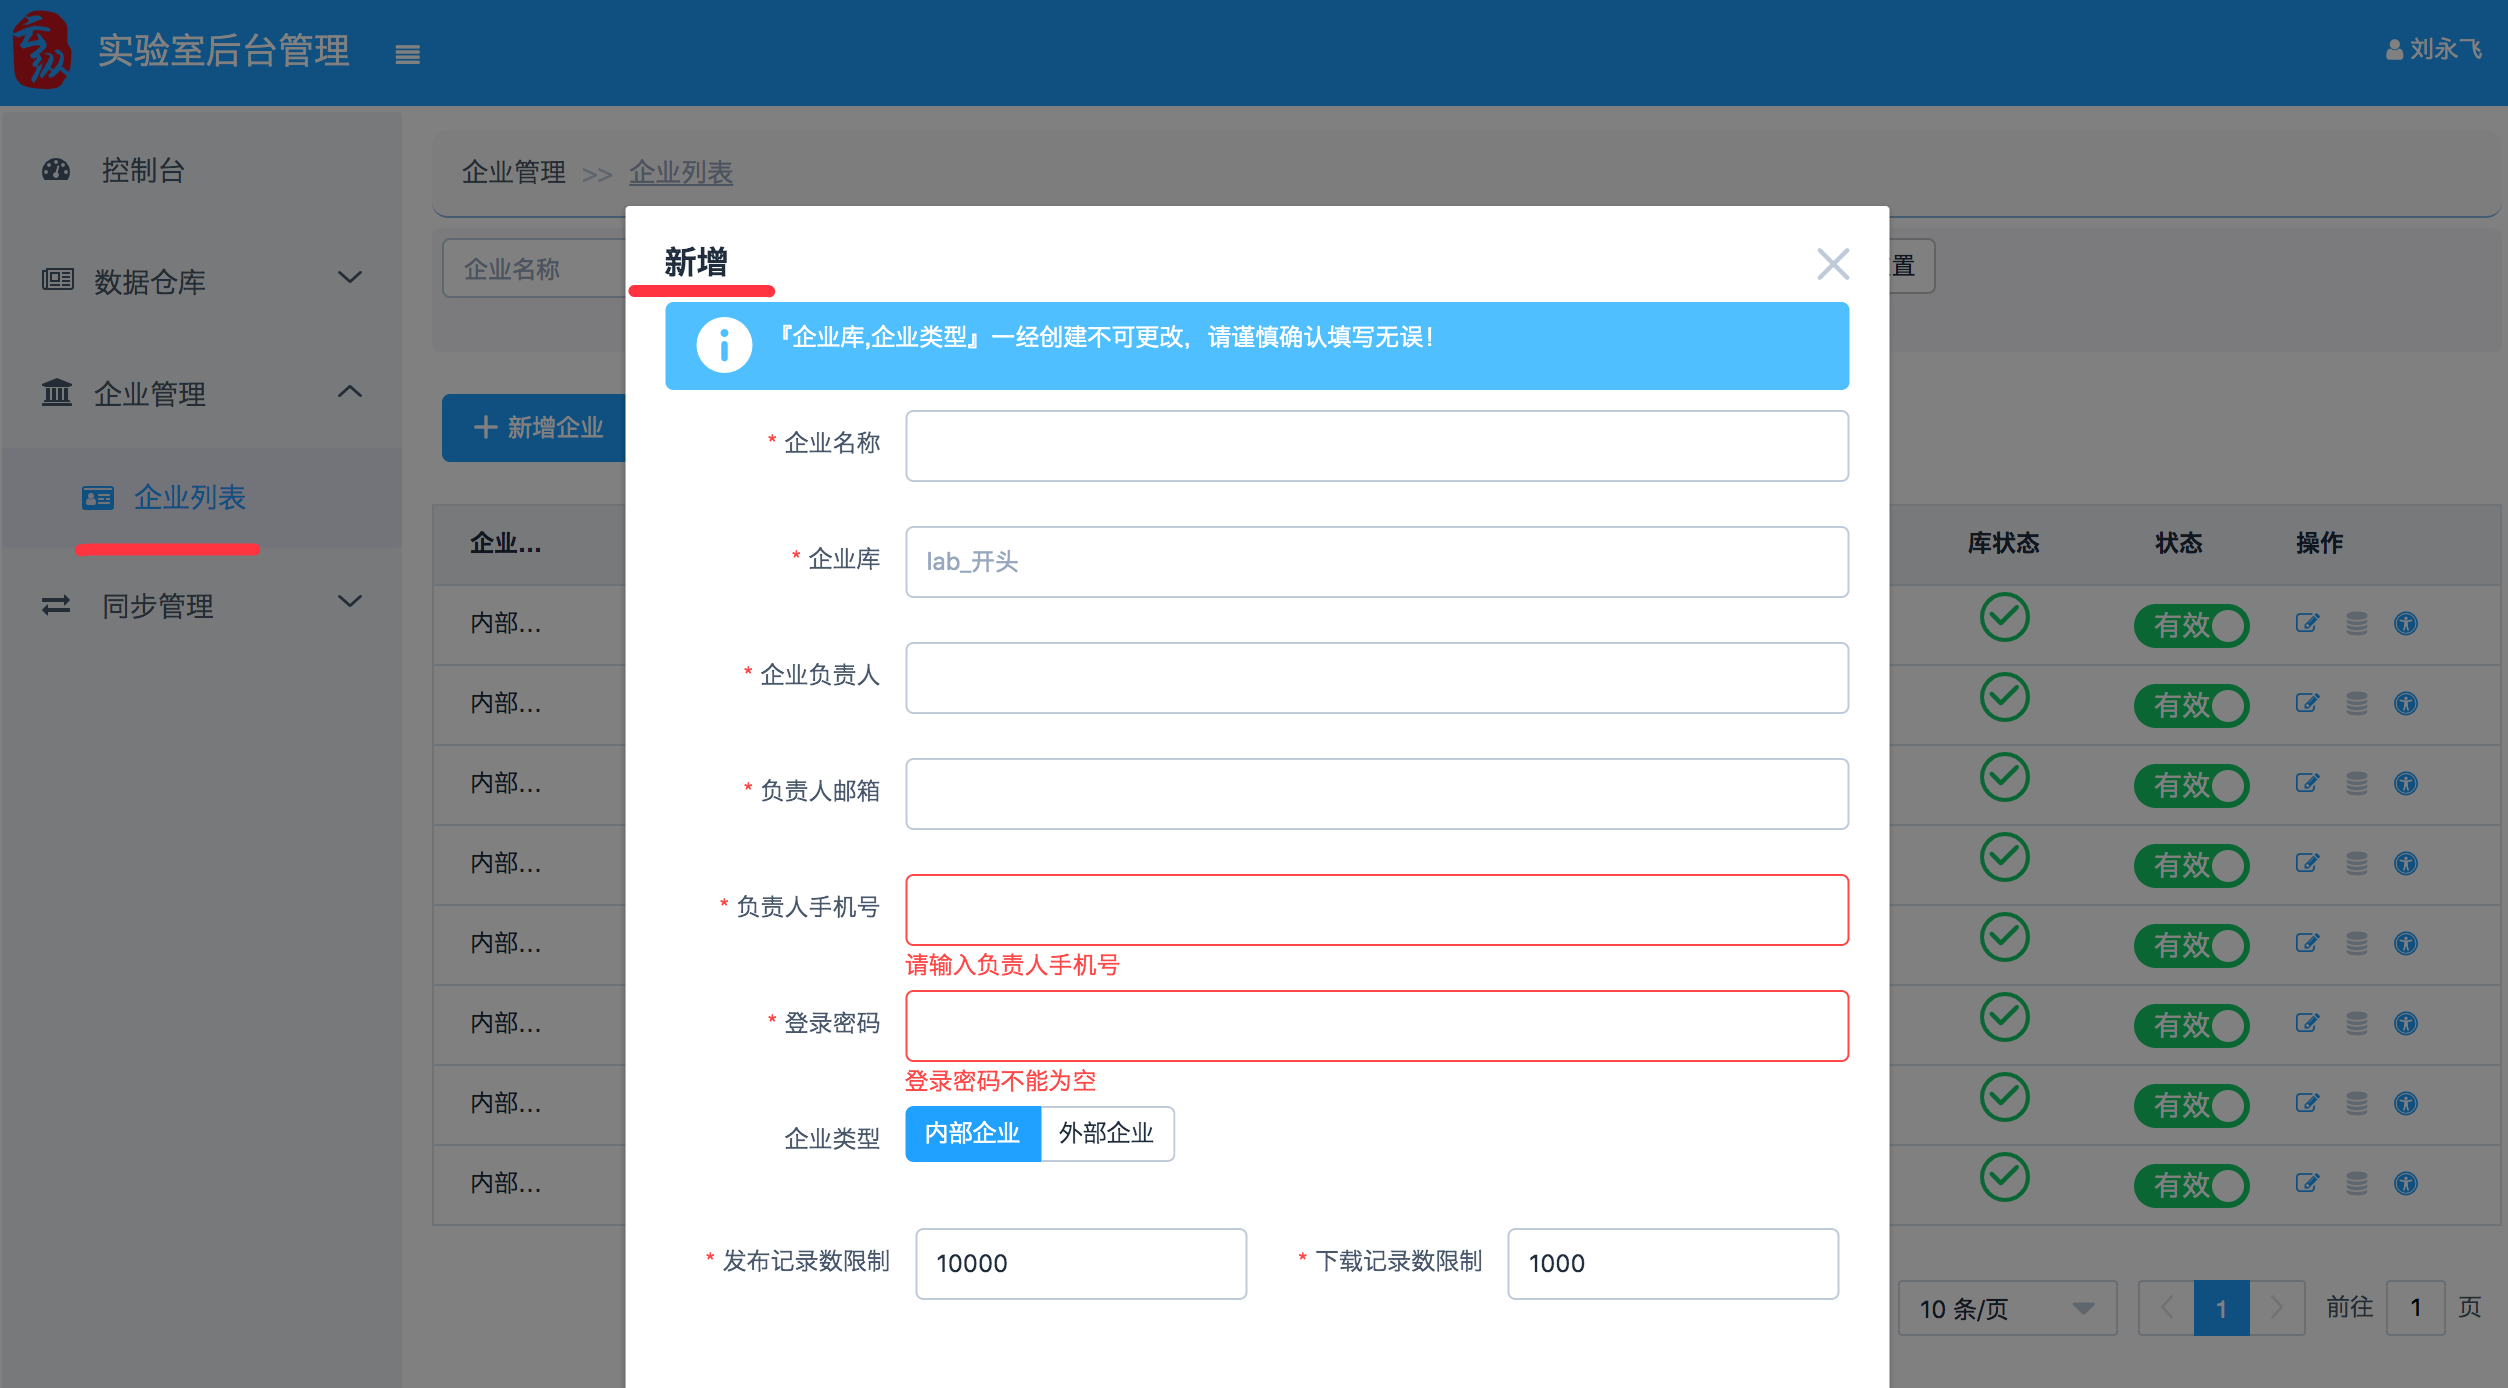 实验室后台管理
刘永飞
控制台
数据仓库
企业管理
企业列表
同步管理
企业管理 >> 企业列表
企业名称
置
新增企业
企业...
库状态
状态
操作
内部...
有效
内部...
有效
内部...
有效
内部...
有效
内部...
有效
内部...
有效
内部...
有效
内部...
有效
10 条/页
1
前往
1
页
新增
『企业库,企业类型』一经创建不可更改，请谨慎确认填写无误！
* 企业名称
* 企业库
lab_开头
* 企业负责人
* 负责人邮箱
* 负责人手机号
请输入负责人手机号
* 登录密码
登录密码不能为空
企业类型
内部企业
外部企业
* 发布记录数限制
10000
* 下载记录数限制
1000